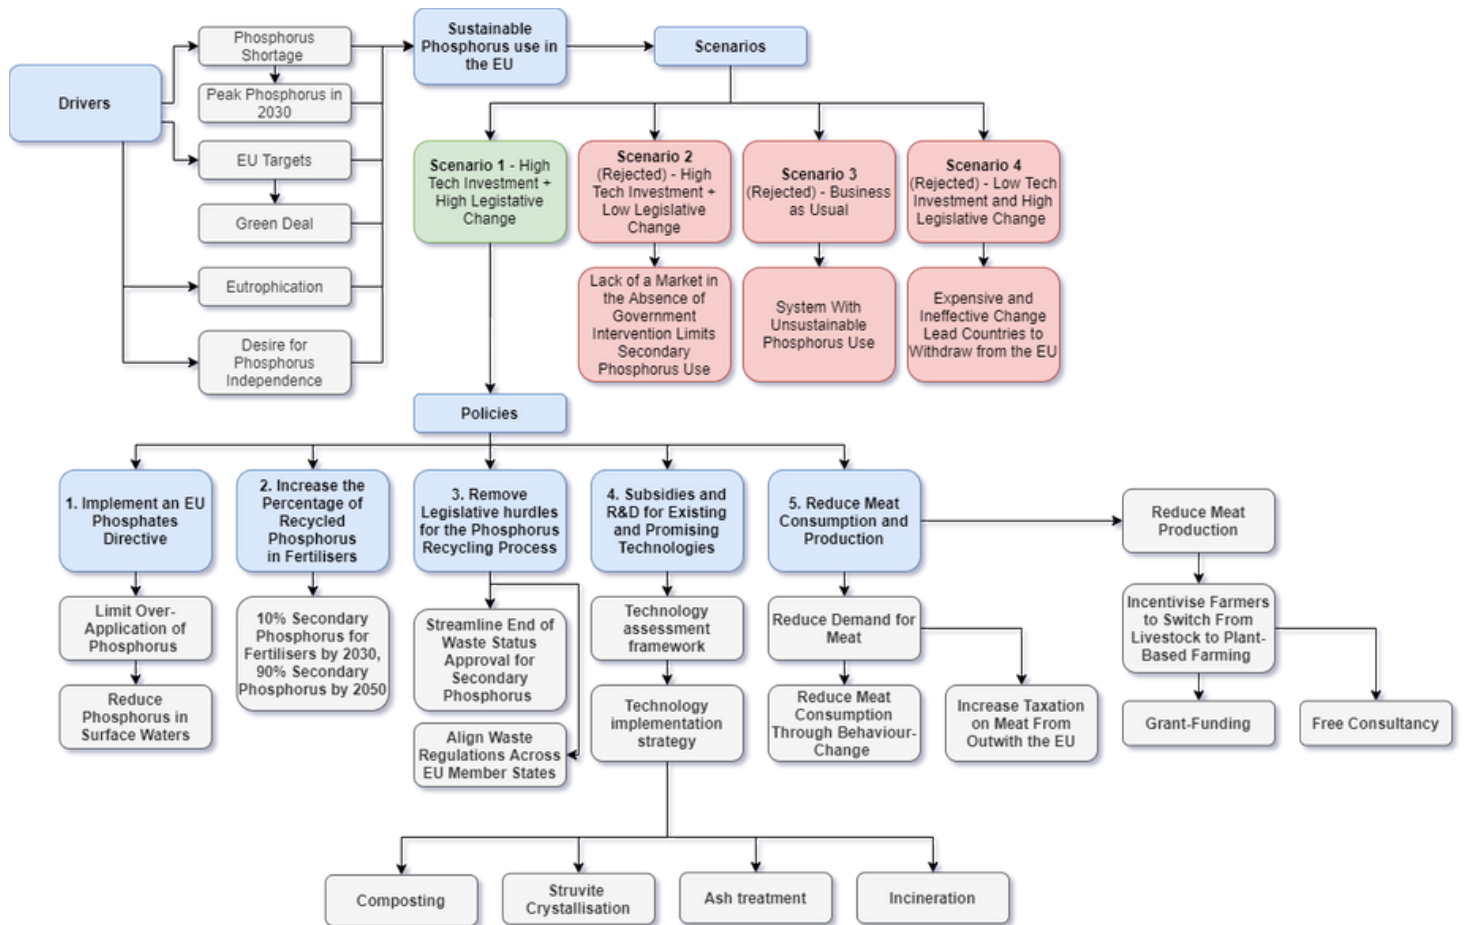 Drivers
Phosphorus
Shortage
Peak Phosphorus in
2030
EU Targets
Green Deal
Eutrophication
Desire for
Phosphorus
Independence
Sustainable
Phosphorus use in
the EU
Scenarios
Scenario 1 - High
Tech Investment +
High Legistative
Change
Scenario 2
(Rejected) - High
Tech Investment +
Low Legislative
Change
Scenario 3
(Rejected) - Business
as Usual
Scenario 4
(Rejected) - Low Tech
Investment and High
Legislative Change
Lack of a Market in
the Absence of
Government
Intervention Limits
Secondary
Phosphorus Use
System With
Unsustainable
Phosphorus Use
Expensive and
Ineffective Change
Lead Countries to
Withdraw from the EU
Policies
1. Implement an EU
Phosphates
Directive
2. Increase the
Percentage of
Recycled
Phosphorus
in Fertilisers
3. Remove
Legislative hurdles
for the Phosphorus
Recycling Process
4. Subsidies and
R&D for Existing
and Promising
Technologies
5. Reduce Meat
Consumption and
Production
Reduce Meat
Production
Limit Over-
Application of
Phosphorus
Reduce
Phosphorus in
Surface Waters
10% Secondary
Phosphorus for
Fertilisers by 2030,
90% Secondary
Phosphorus by 2050
Streamline End of
Waste Status
Approval for
Secondary
Phosphorus
Align Waste
Regulations Across
EU Member States
Technology
assessment
framework
Technology
implementation
strategy
Reduce Demand for
Meat
Reduce Meat
Consumption
Through Behaviour-
Change
Increase Taxation
on Meat From
Outwith the EU
Incentivise Farmers
to Switch From
Livestock to Plant-
Based Farming
Grant-Funding
Free Consultancy
Composting
Struvite
Crystallisation
Ash treatment
Incineration